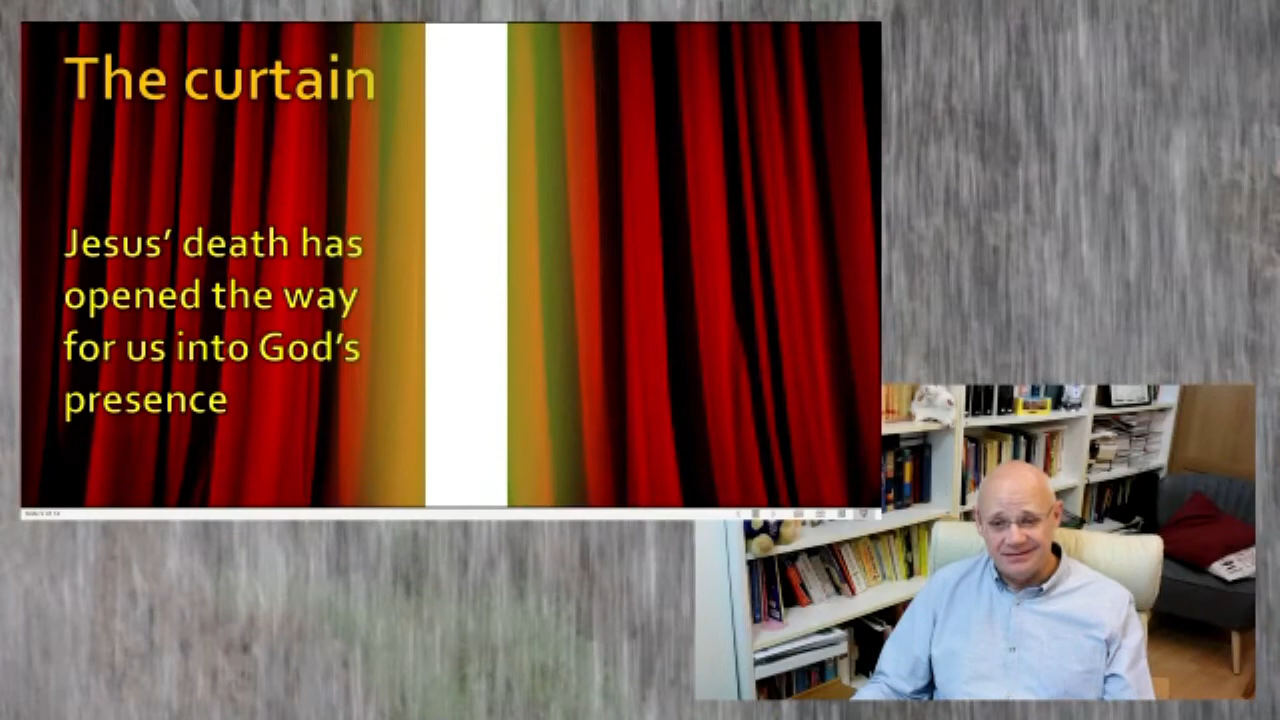 The curtain
Jesus’ death has
opened the way
for us into God’s
presence